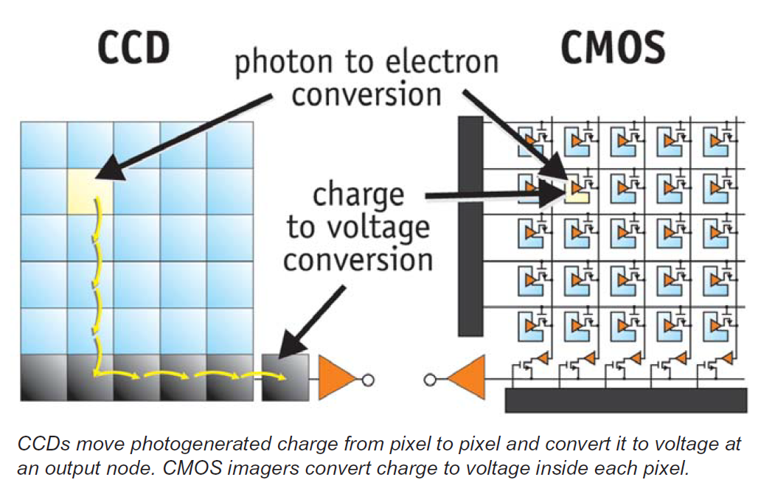 CCD
photon to electron
conversion
CMOS
charge
to voltage
conversion
CCDs move photogenerated charge from pixel to pixel and convert it to voltage at
an output node. CMOS imagers convert charge to voltage inside each pixel.